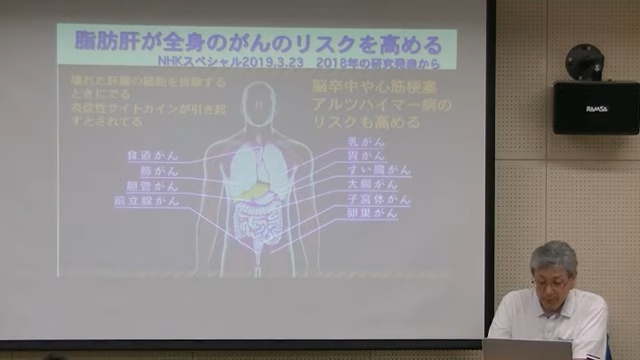 脂肪肝が全身のがんのリスクを高める
NHKスペシャル2019.3.23 2018年の研究発表から
壊れた肝臓の細胞を排除する
ときにでる
炎症性サイトカインが引き起
すとされてる
脳卒中や心筋梗塞
アルツハイマー病の
リスクも高める
食道がん
肺がん
胆管がん
前立腺がん
乳がん
胃がん
すい臓がん
大腸がん
子宮体がん
卵巣がん
RAMSA